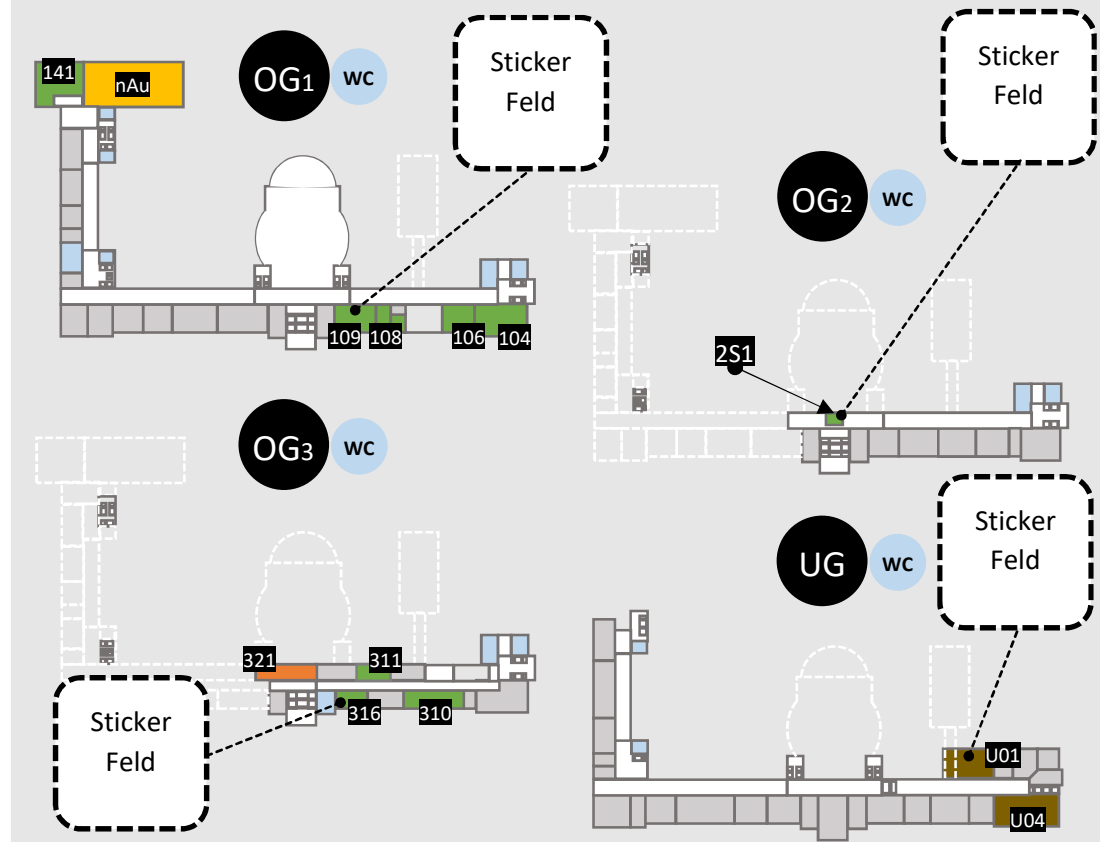 OG1
WC
Sticker
Feld
141
nAu
109
108
106
104
OG2
WC
Sticker
Feld
2S1
OG3
WC
321
311
316
310
Sticker
Feld
UG
WC
Sticker
Feld
U01
U04